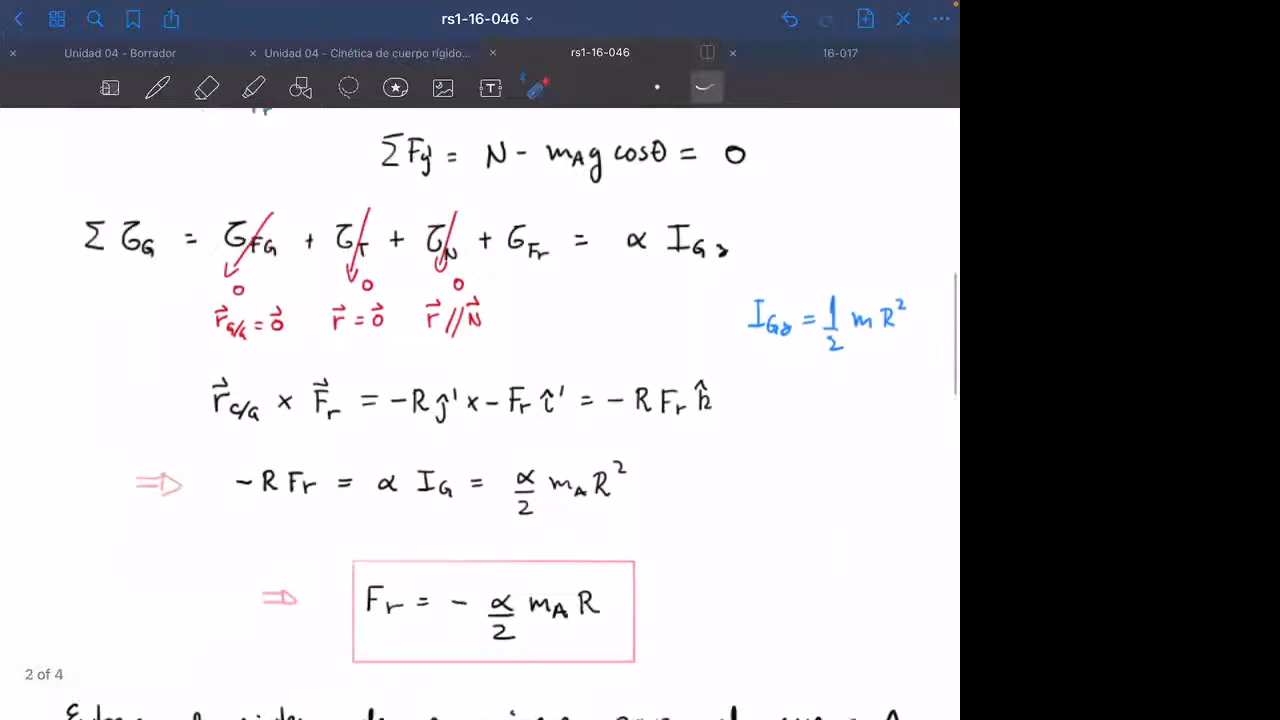 rs1-16-046
Unidad 04 - Borrador
Unidad 04 - Cinética de cuerpo rígido...
rs1-16-046
16-017
ΣFy' = N - mAg cosθ = 0
Σ τG = τFG + τT + τN + τFr = α IGz
0 0 0
r⃗G/G = 0⃗ r⃗ = 0⃗ r⃗ // N⃗
IGz = 1/2 m R²
r⃗C/G × F⃗r = -R ĵ' × - Fr î' = - R Fr k̂
⇒ -R Fr = α IG = α/2 mA R²
⇒ Fr = - α/2 mA R
2 of 4